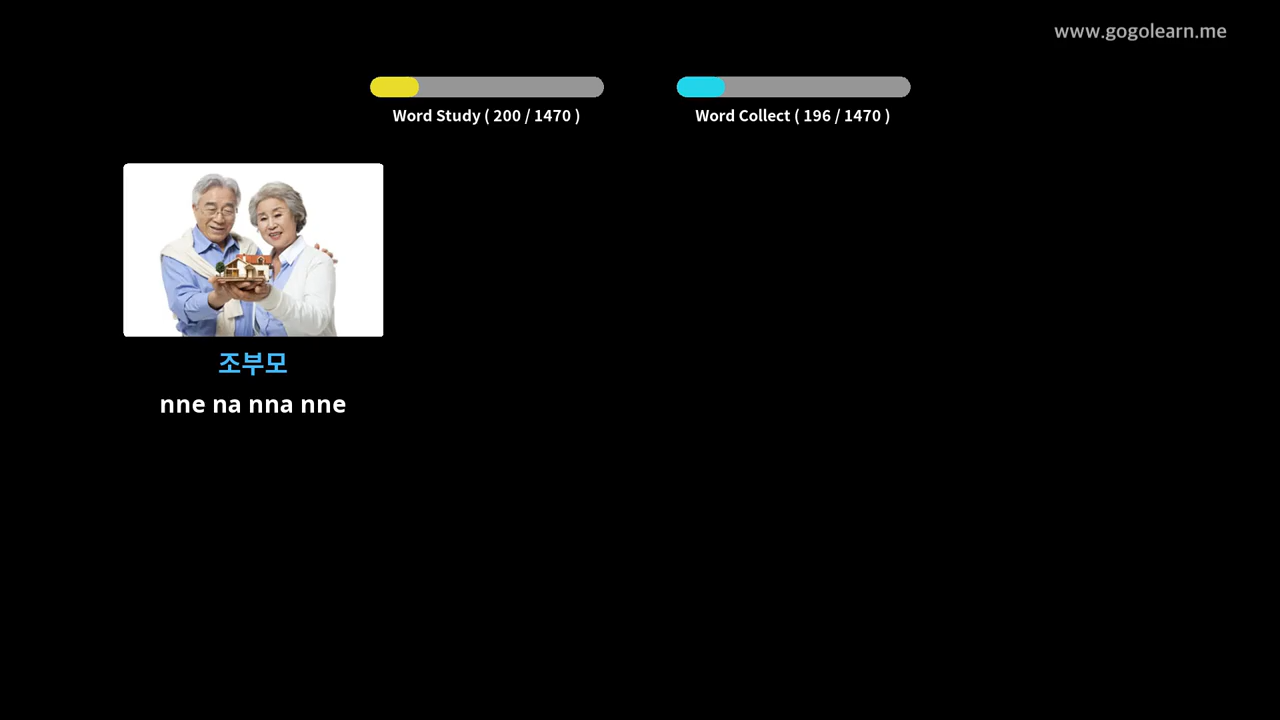 www.gogolearn.me
Word Study ( 200 / 1470 )
Word Collect ( 196 / 1470 )
조부모
nne na nna nne